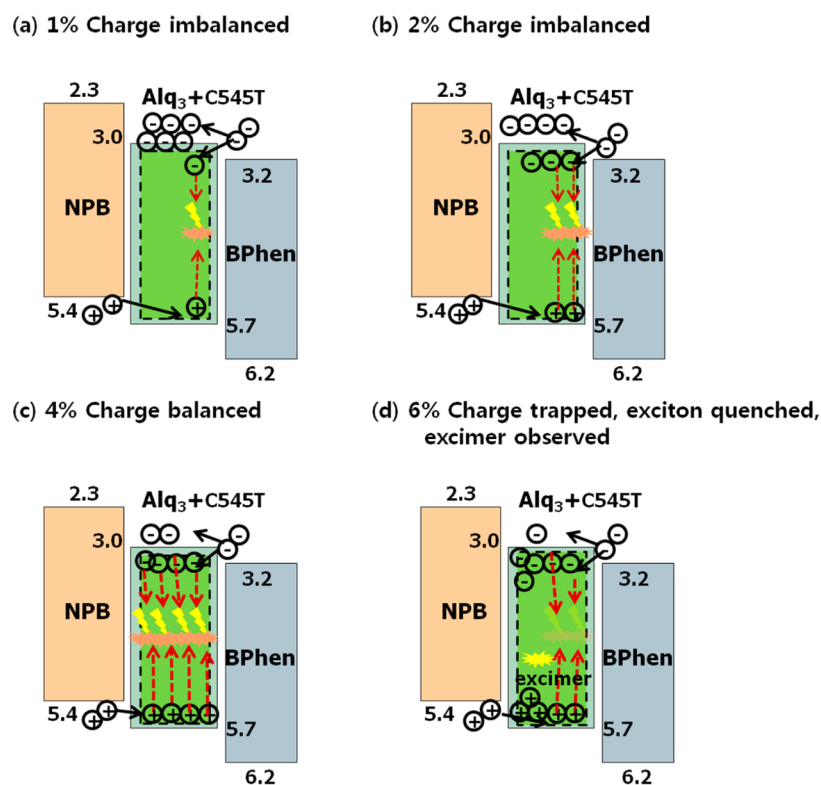 (a) 1% Charge imbalanced
2.3
Alq₃+C545T
3.0
3.2
NPB
BPhen
5.4
5.7
6.2
(b) 2% Charge imbalanced
2.3
Alq₃+C545T
3.0
3.2
NPB
BPhen
5.4
5.7
6.2
(c) 4% Charge balanced
2.3
Alq₃+C545T
3.0
3.2
NPB
BPhen
5.4
5.7
6.2
(d) 6% Charge trapped, exciton quenched,
excimer observed
2.3
Alq₃+C545T
3.0
3.2
NPB
BPhen
excimer
5.4
5.7
6.2